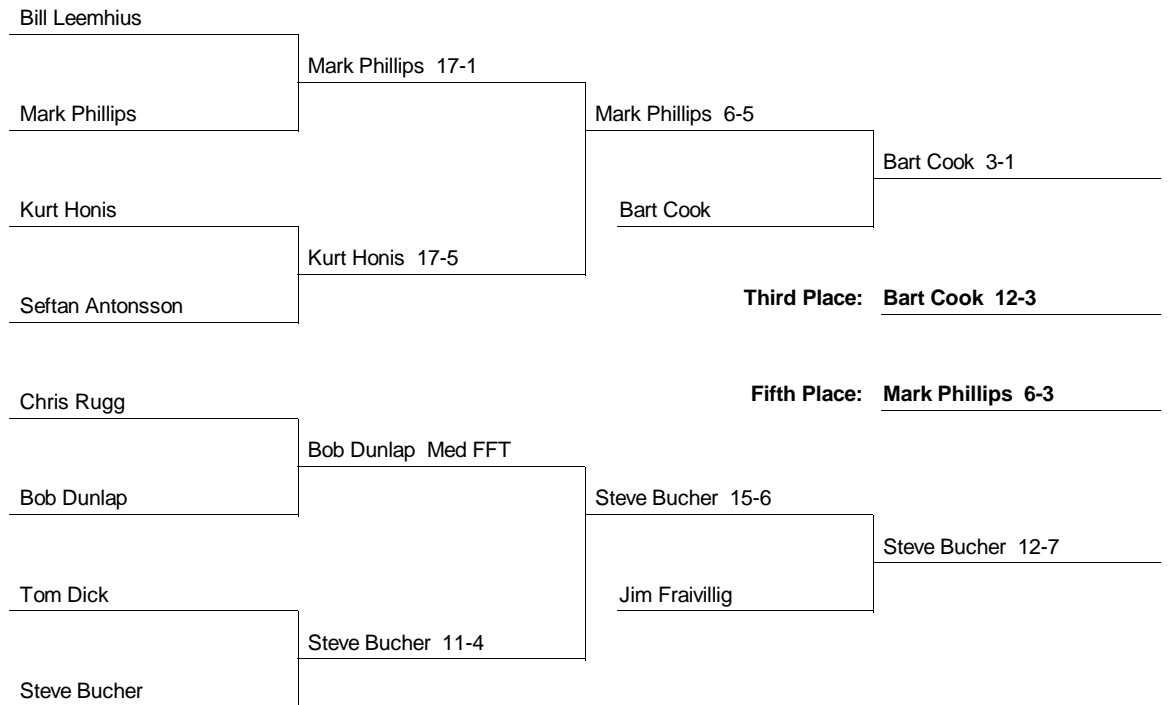 Bill Leemhius
Mark Phillips 17-1
Mark Phillips
Mark Phillips 6-5
Bart Cook 3-1
Kurt Honis
Bart Cook
Kurt Honis 17-5
Seftan Antonsson
Third Place: Bart Cook 12-3
Chris Rugg
Fifth Place: Mark Phillips 6-3
Bob Dunlap Med FFT
Bob Dunlap
Steve Bucher 15-6
Steve Bucher 12-7
Tom Dick
Jim Fraivillig
Steve Bucher 11-4
Steve Bucher